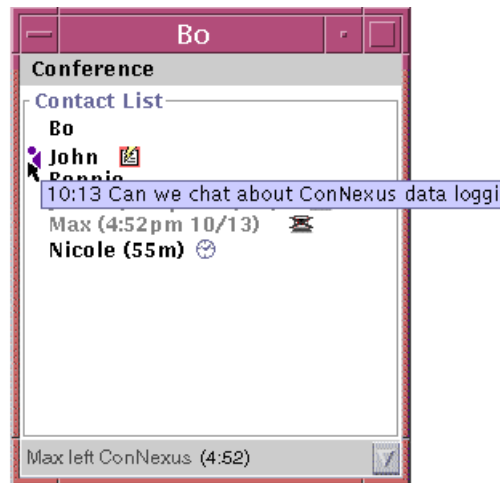 Bo
Conference
Contact List
Bo
John
Bonnie
10:13 Can we chat about ConNexus data loggi
Max (4:52pm 10/13)
Nicole (55m)
Max left ConNexus (4:52)